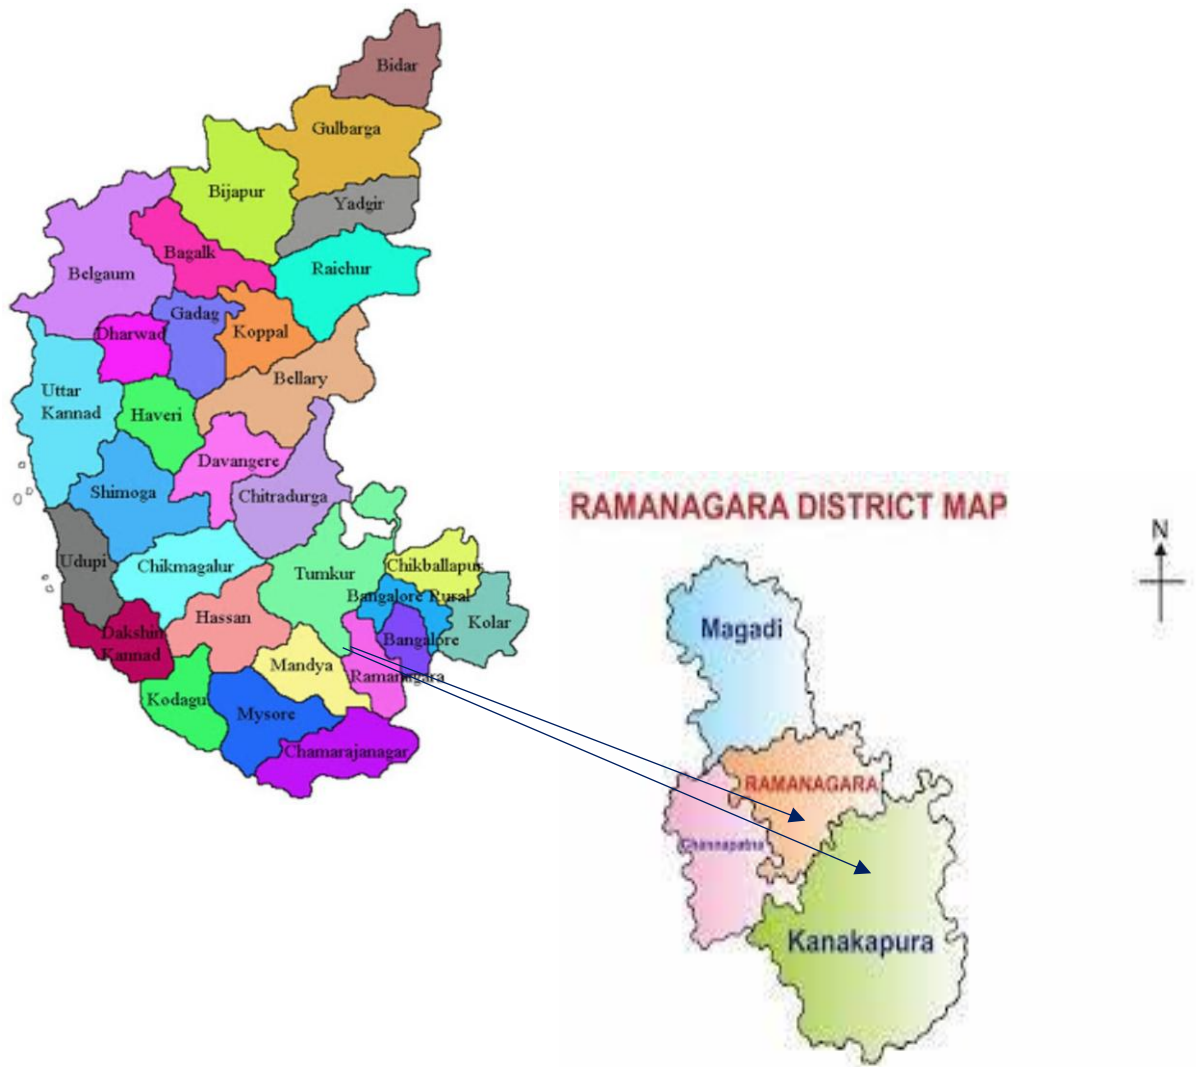 Bidar
Gulbarga
Bijapur
Yadgir
Bagalk
Raichur
Belgaum
Gadag
Koppal
Dharwad
Bellary
Uttar
Kannad
Haveri
Davangere
Shimoga
Chitradurga
Udupi
Chikmagalur
Tumkur
Chikballapur
Bangalore Rural
Hassan
Kolar
Dakshin
Kannad
Bangalore
Mandya
Ramanagara
Kodagu
Mysore
Chamarajanagar
RAMANAGARA DISTRICT MAP
N
Magadi
RAMANAGARA
Channapatna
Kanakapura